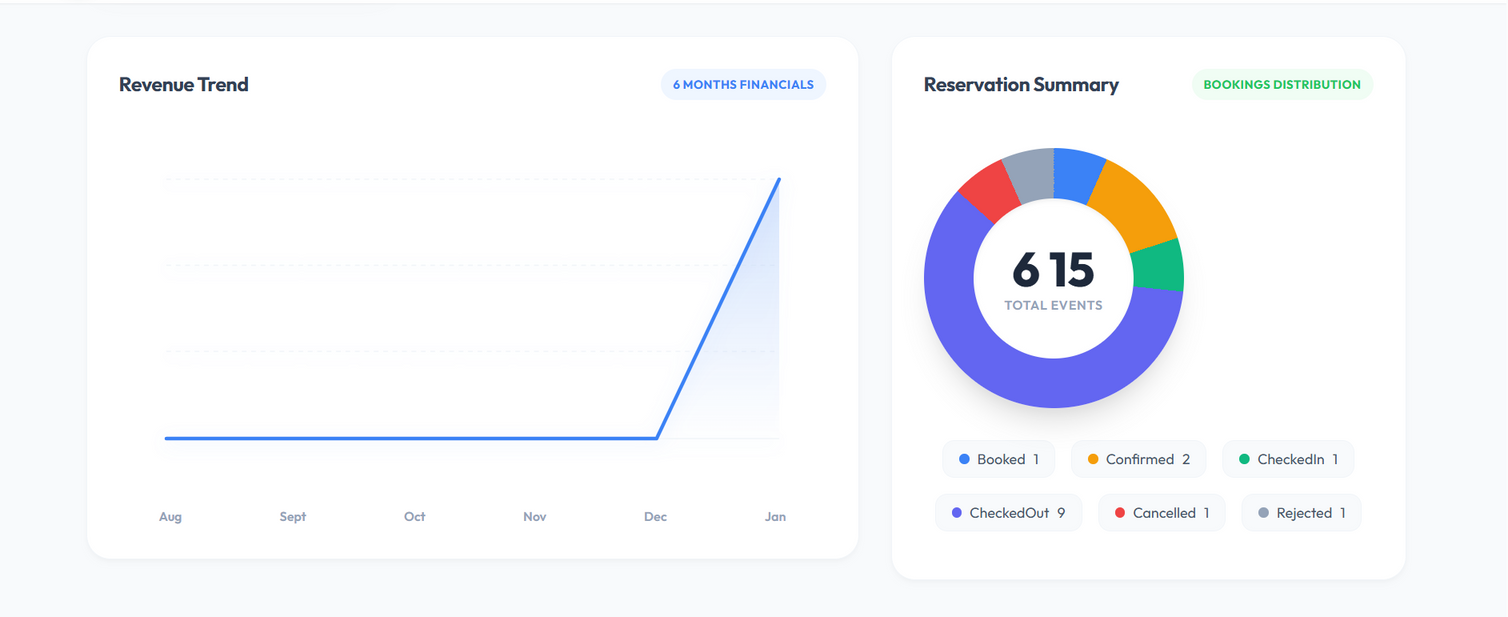 Revenue Trend
6 MONTHS FINANCIALS
Aug Sept Oct Nov Dec Jan
Reservation Summary
BOOKINGS DISTRIBUTION
6 15
TOTAL EVENTS
Booked 1 Confirmed 2 CheckedIn 1
CheckedOut 9 Cancelled 1 Rejected 1